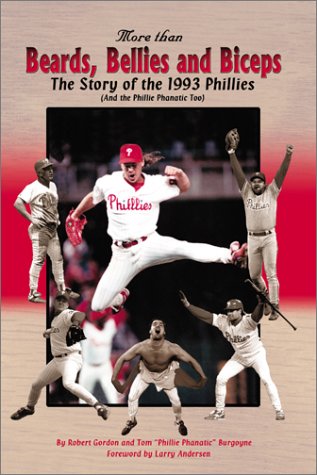 More than
Beards, Bellies and Biceps
The Story of the 1993 Phillies
(And the Phillie Phanatic Too)
Phillies
Phillies
By Robert Gordon and Tom "Phillie Phanatic" Burgoyne
Foreword by Larry Andersen